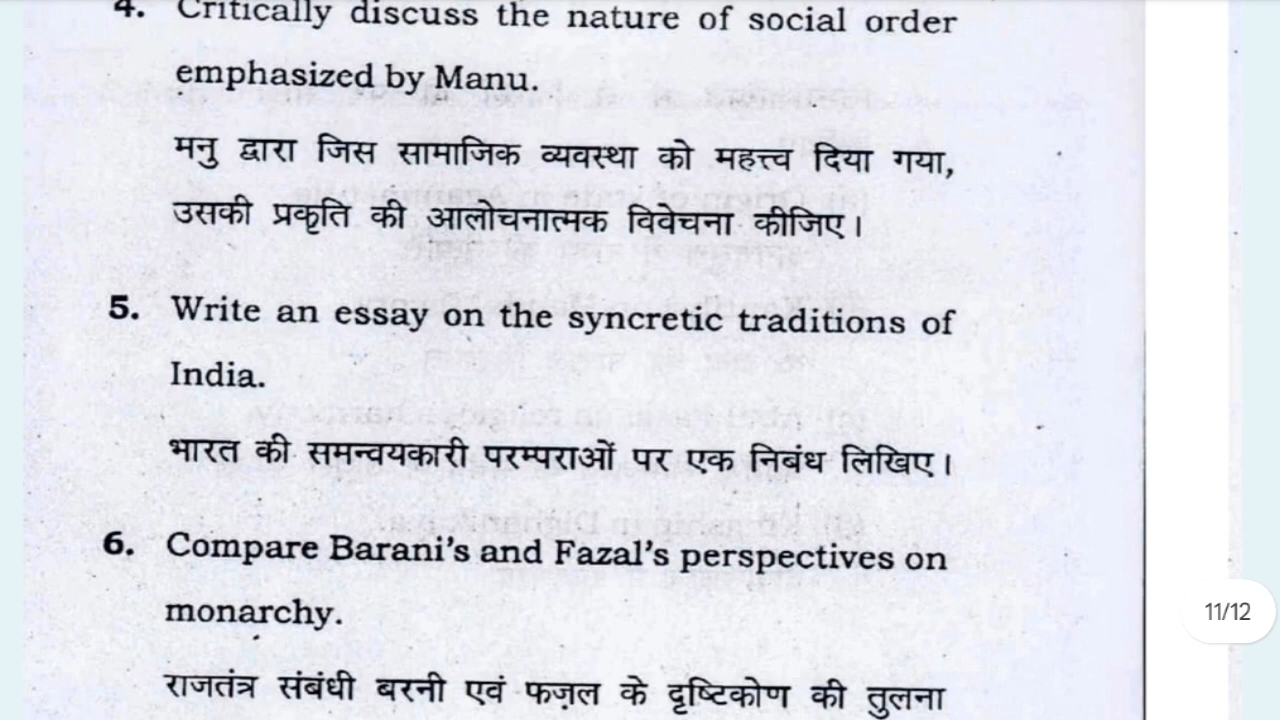 4. Critically discuss the nature of social order
emphasized by Manu.
मनु द्वारा जिस सामाजिक व्यवस्था को महत्त्व दिया गया,
उसकी प्रकृति की आलोचनात्मक विवेचना कीजिए।
5. Write an essay on the syncretic traditions of
India.
भारत की समन्वयकारी परम्पराओं पर एक निबंध लिखिए।
6. Compare Barani's and Fazal's perspectives on
monarchy.
11/12
राजतंत्र संबंधी बरनी एवं फज़ल के दृष्टिकोण की तुलना